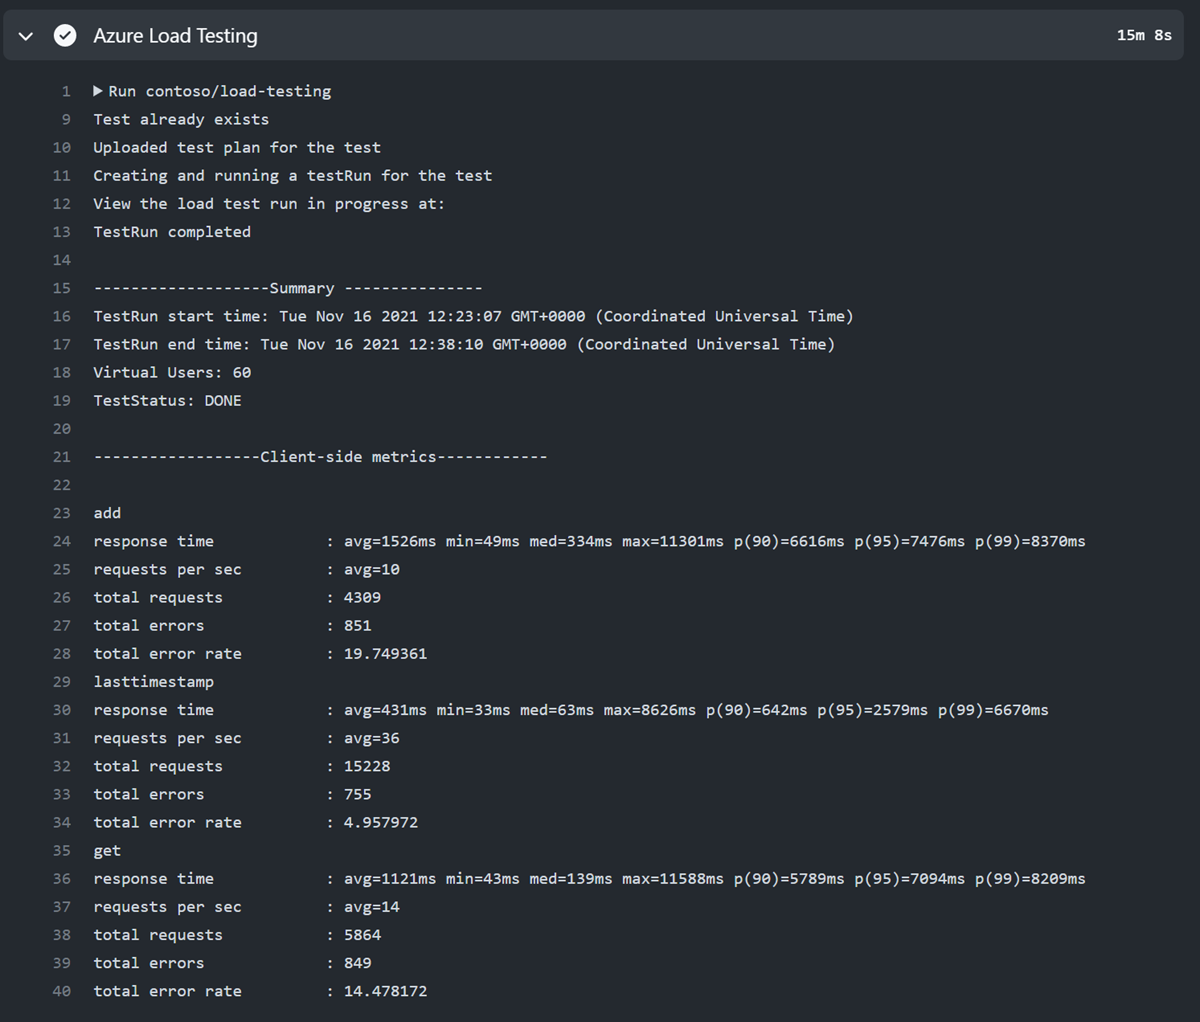 Azure Load Testing 15m 8s
1 Run contoso/load-testing
9 Test already exists
10 Uploaded test plan for the test
11 Creating and running a testRun for the test
12 View the load test run in progress at:
13 TestRun completed
14
15 -------------------Summary ---------------
16 TestRun start time: Tue Nov 16 2021 12:23:07 GMT+0000 (Coordinated Universal Time)
17 TestRun end time: Tue Nov 16 2021 12:38:10 GMT+0000 (Coordinated Universal Time)
18 Virtual Users: 60
19 TestStatus: DONE
20
21 ------------------Client-side metrics------------
22
23 add
24 response time : avg=1526ms min=49ms med=334ms max=11301ms p(90)=6616ms p(95)=7476ms p(99)=8370ms
25 requests per sec : avg=10
26 total requests : 4309
27 total errors : 851
28 total error rate : 19.749361
29 lasttimestamp
30 response time : avg=431ms min=33ms med=63ms max=8626ms p(90)=642ms p(95)=2579ms p(99)=6670ms
31 requests per sec : avg=36
32 total requests : 15228
33 total errors : 755
34 total error rate : 4.957972
35 get
36 response time : avg=1121ms min=43ms med=139ms max=11588ms p(90)=5789ms p(95)=7094ms p(99)=8209ms
37 requests per sec : avg=14
38 total requests : 5864
39 total errors : 849
40 total error rate : 14.478172